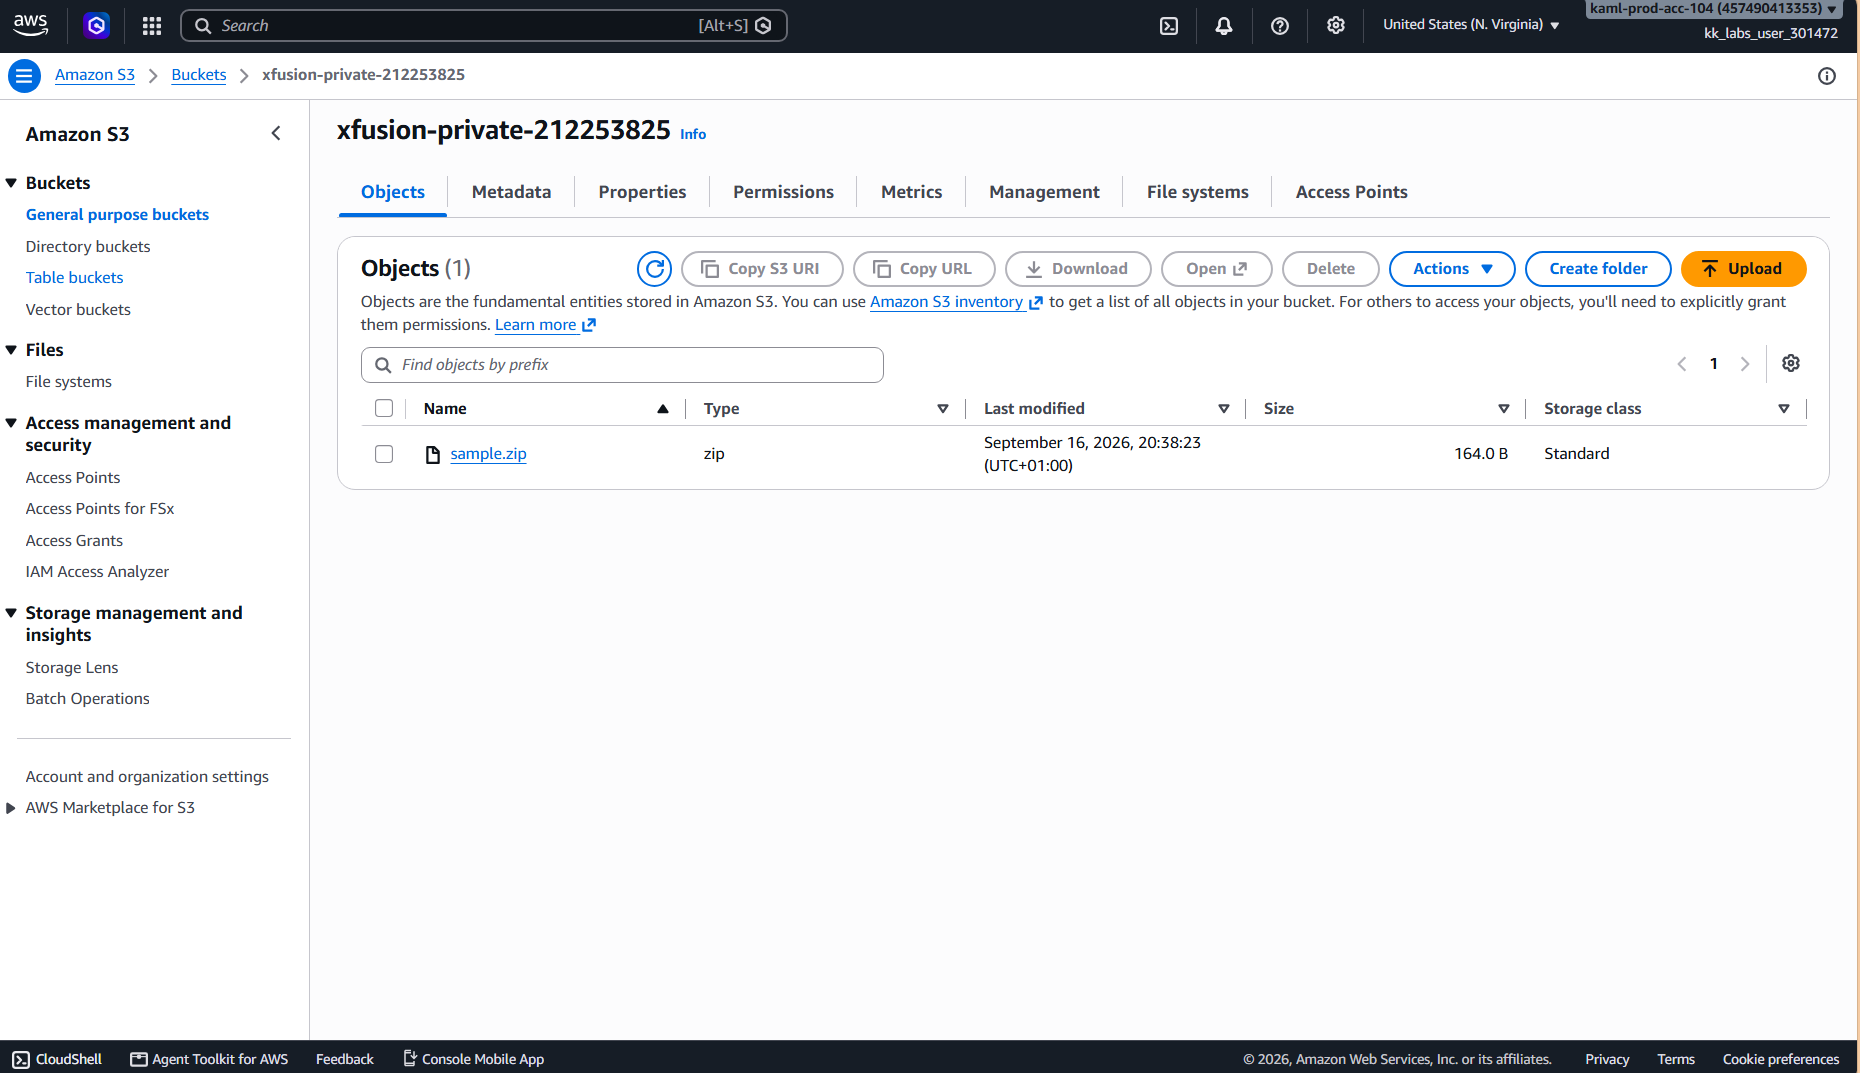 aws
Search
[Alt+S]
United States (N. Virginia)
kaml-prod-acc-104 (457490413353)
kk_labs_user_301472
Amazon S3
Buckets
xfusion-private-212253825
Amazon S3
Buckets
General purpose buckets
Directory buckets
Table buckets
Vector buckets
Files
File systems
Access management and
security
Access Points
Access Points for FSx
Access Grants
IAM Access Analyzer
Storage management and
insights
Storage Lens
Batch Operations
Account and organization settings
AWS Marketplace for S3
xfusion-private-212253825 Info
Objects
Metadata
Properties
Permissions
Metrics
Management
File systems
Access Points
Objects (1)
Copy S3 URI
Copy URL
Download
Open
Delete
Actions
Create folder
Upload
Objects are the fundamental entities stored in Amazon S3. You can use Amazon S3 inventory to get a list of all objects in your bucket. For others to access your objects, you'll need to explicitly grant
them permissions. Learn more
Find objects by prefix
1
Name
Type
Last modified
Size
Storage class
sample.zip
zip
September 16, 2026, 20:38:23
(UTC+01:00)
164.0 B
Standard
CloudShell
Agent Toolkit for AWS
Feedback
Console Mobile App
© 2026, Amazon Web Services, Inc. or its affiliates.
Privacy
Terms
Cookie preferences